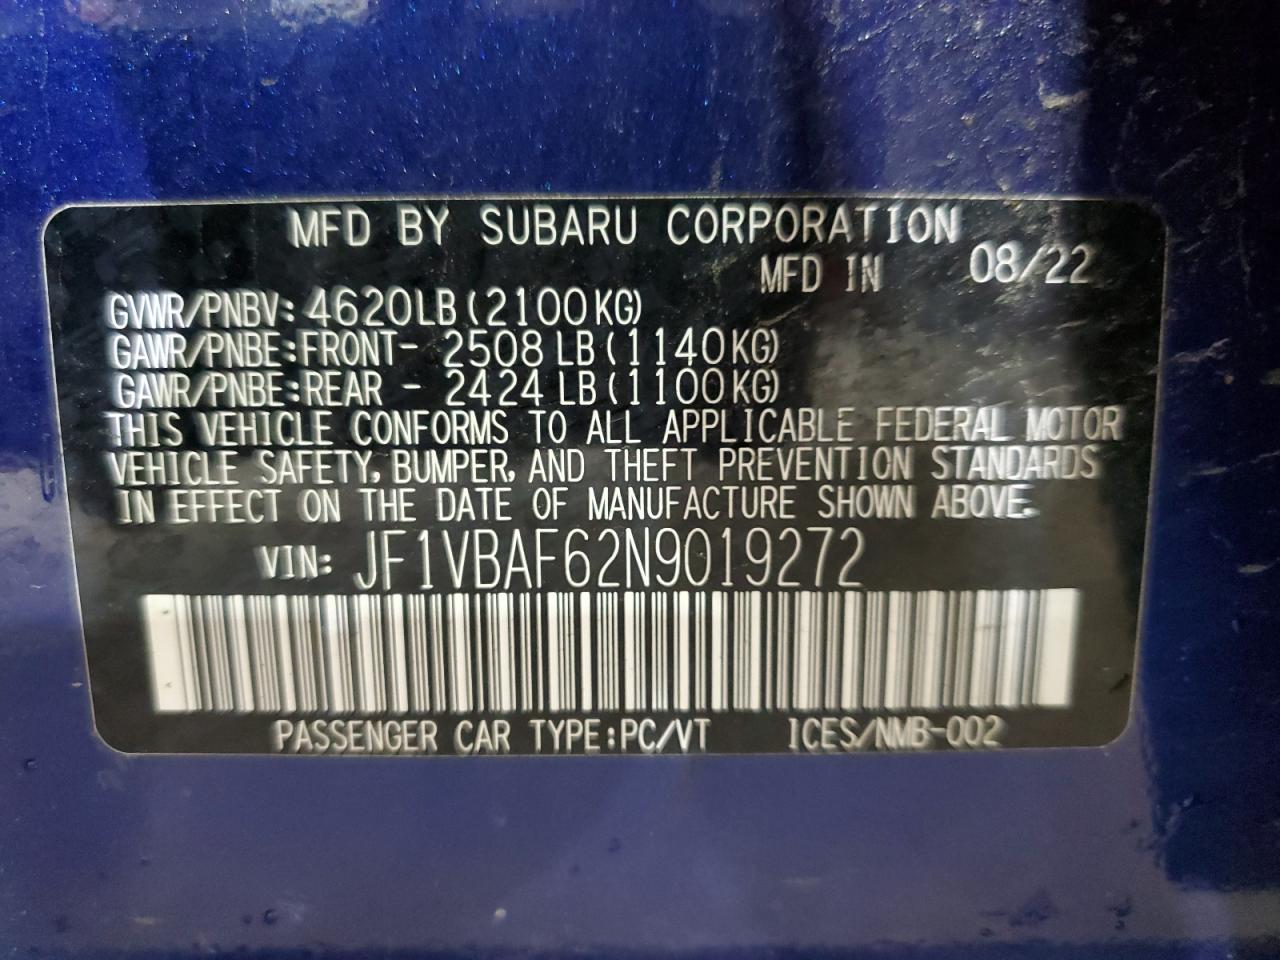 MFD BY SUBARU CORPORATION
MFD IN 08/22
GVWR/PNBV: 4620LB (2100KG)
GAWR/PNBE:FRONT- 2508 LB (1140KG)
GAWR/PNBE:REAR - 2424 LB (1100KG)
THIS VEHICLE CONFORMS TO ALL APPLICABLE FEDERAL MOTOR
VEHICLE SAFETY, BUMPER, AND THEFT PREVENTION STANDARDS
IN EFFECT ON THE DATE OF MANUFACTURE SHOWN ABOVE.
VIN: JF1VBAF62N9019272
PASSENGER CAR TYPE:PC/VT ICES/NMB-002